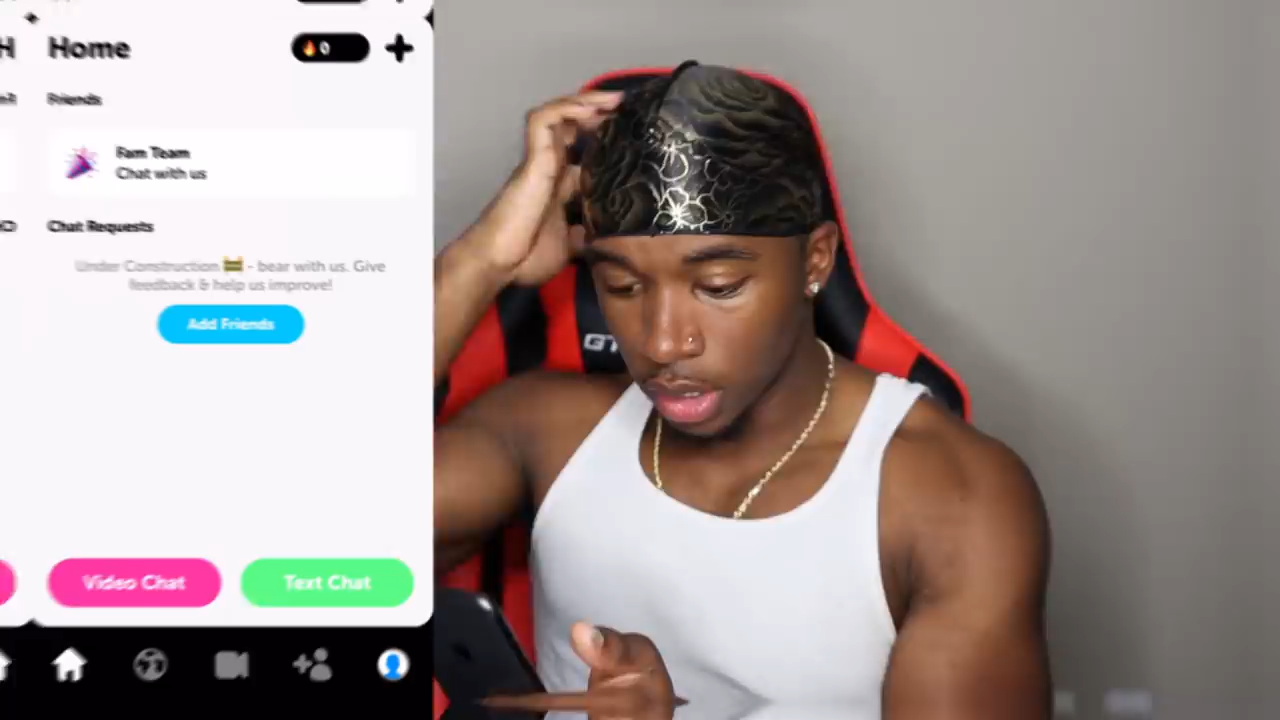 Home
🔥 0
Friends
Fam Team
Chat with us
Chat Requests
Under Construction 🚧 - bear with us. Give
feedback & help us improve!
Add Friends
Video Chat
Text Chat
GT